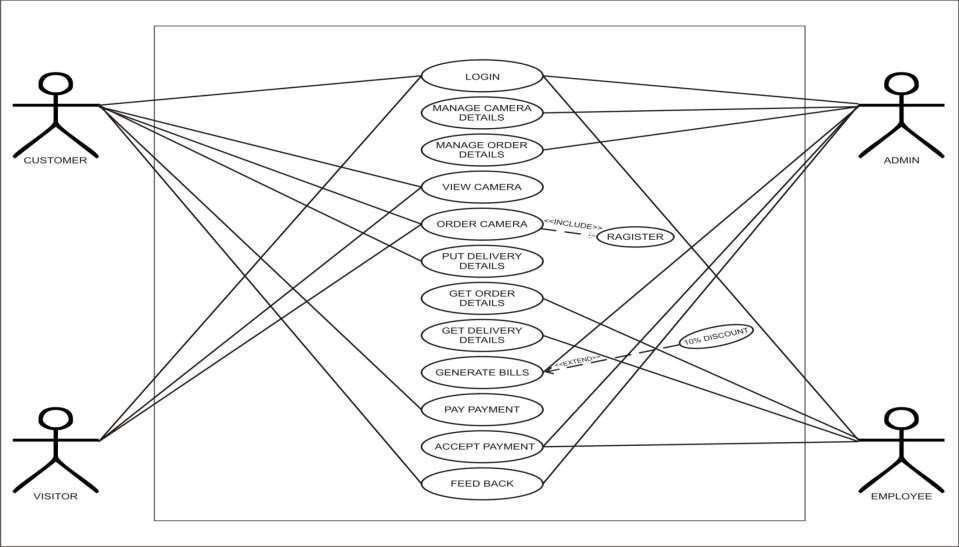 LOGIN
MANAGE CAMERA
DETAILS
MANAGE ORDER
DETAILS
CUSTOMER
ADMIN
VIEW CAMERA
ORDER CAMERA
<<INCLUDE>>
RAGISTER
PUT DELIVERY
DETAILS
GET ORDER
DETAILS
GET DELIVERY
DETAILS
10% DISCOUNT
<<EXTEND>>
GENERATE BILLS
PAY PAYMENT
ACCEPT PAYMENT
FEED BACK
VISITOR
EMPLOYEE